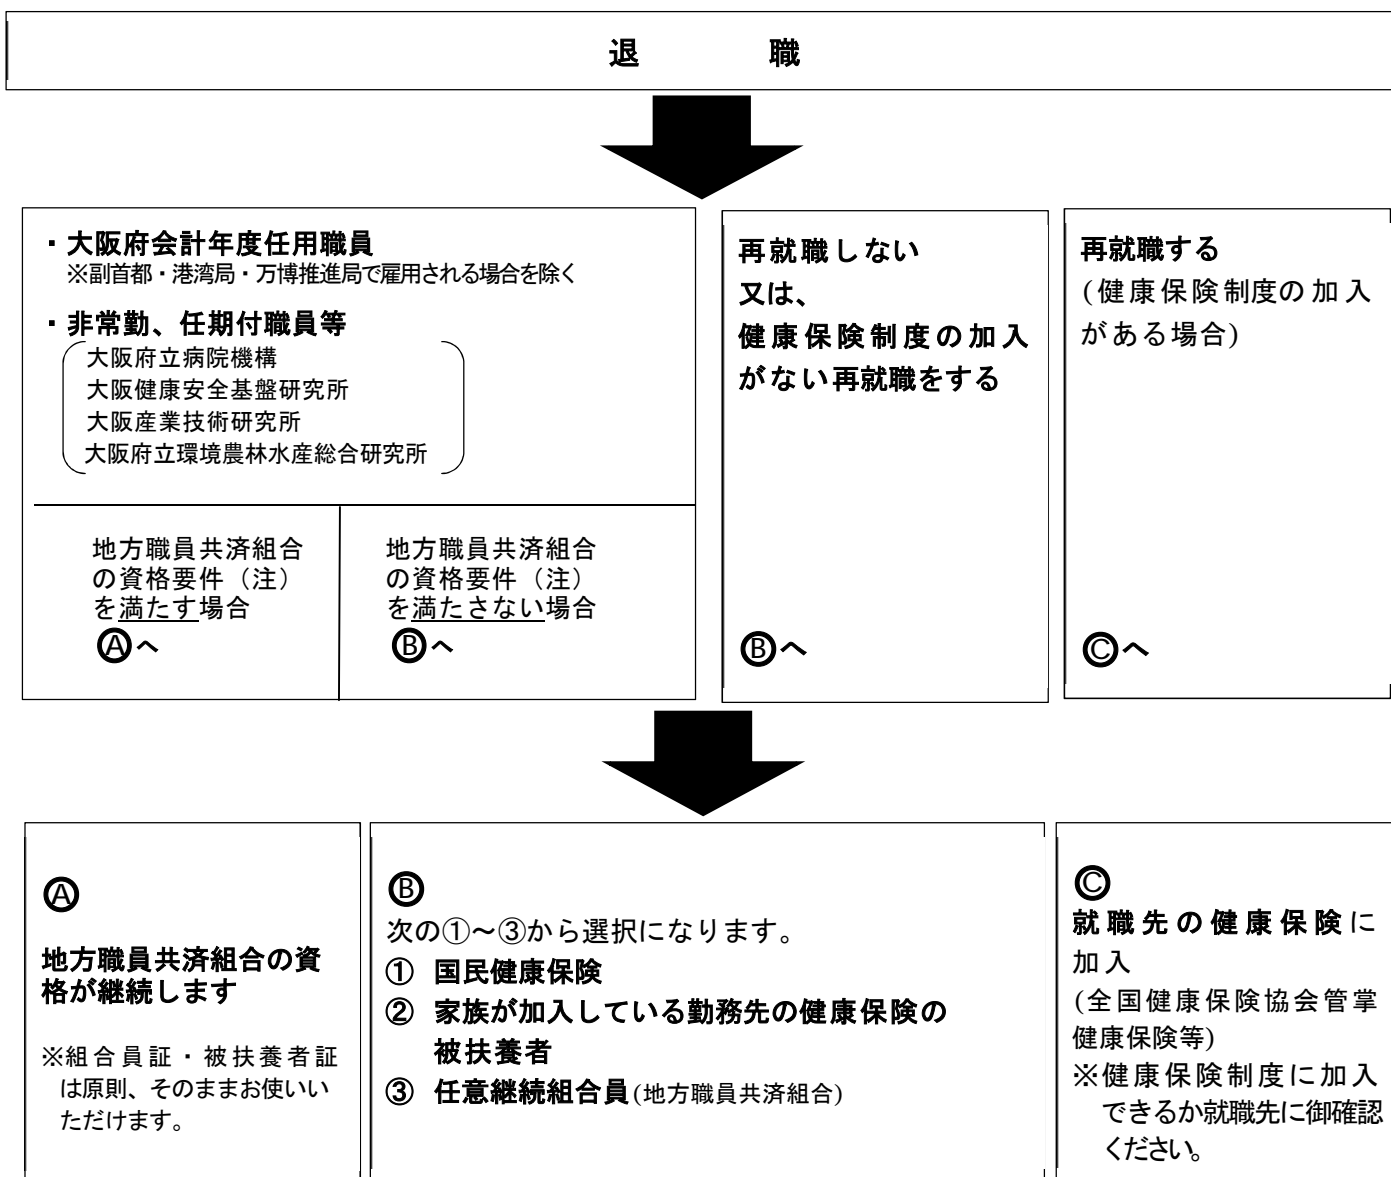 退　職
・大阪府会計年度任用職員
※副首都・港湾局・万博推進局で雇用される場合を除く
・非常勤、任期付職員等
大阪府立病院機構
大阪健康安全基盤研究所
大阪産業技術研究所
大阪府立環境農林水産総合研究所
地方職員共済組合
の資格要件（注）
を満たす場合
Ⓐへ
地方職員共済組合
の資格要件（注）
を満たさない場合
Ⓑへ
再就職しない
又は、
健康保険制度の加入
がない再就職をする
Ⓑへ
再就職する
(健康保険制度の加入
がある場合)
Ⓒへ
Ⓐ
地方職員共済組合の資
格が継続します
※組合員証・被扶養者証
は原則、そのままお使いい
ただけます。
Ⓑ
次の①～③から選択になります。
① 国民健康保険
② 家族が加入している勤務先の健康保険の
被扶養者
③ 任意継続組合員(地方職員共済組合)
Ⓒ
就職先の健康保険に
加入
(全国健康保険協会管掌
健康保険等)
※健康保険制度に加入
できるか就職先に御確認
ください。